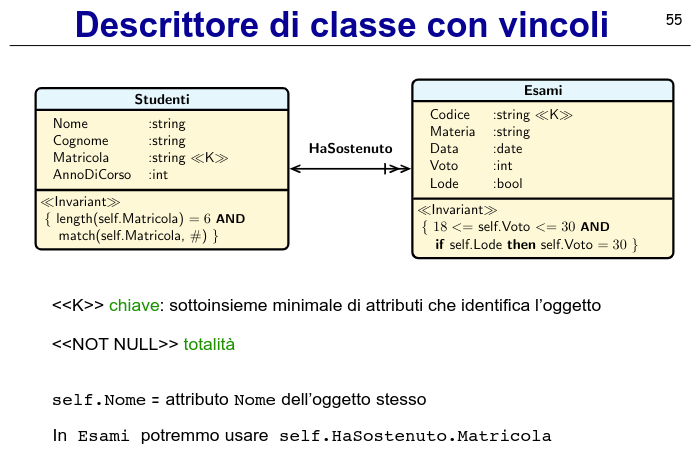 Descrittore di classe con vincoli
55
Studenti
Nome :string
Cognome :string
Matricola :string ≪K≫
AnnoDiCorso :int
≪Invariant≫
{ length(self.Matricola) = 6 AND
match(self.Matricola, #) }
HaSostenuto
Esami
Codice :string ≪K≫
Materia :string
Data :date
Voto :int
Lode :bool
≪Invariant≫
{ 18 <= self.Voto <= 30 AND
if self.Lode then self.Voto = 30 }
<<K>> chiave: sottoinsieme minimale di attributi che identifica l'oggetto
<<NOT NULL>> totalità
self.Nome = attributo Nome dell'oggetto stesso
In Esami potremmo usare self.HaSostenuto.Matricola